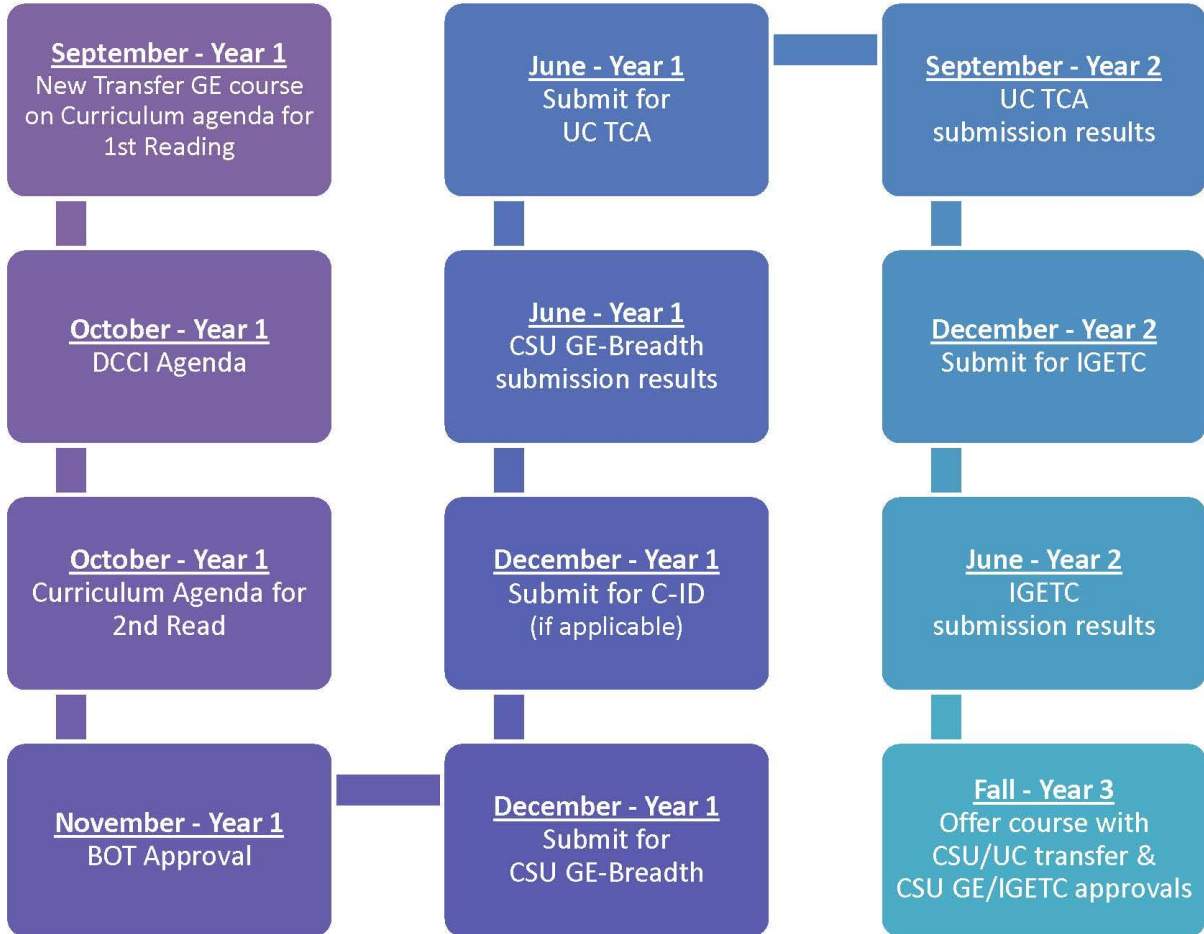 September - Year 1
New Transfer GE course
on Curriculum agenda for
1st Reading
October - Year 1
DCCI Agenda
October - Year 1
Curriculum Agenda for
2nd Read
November - Year 1
BOT Approval
December - Year 1
Submit for
CSU GE-Breadth
December - Year 1
Submit for C-ID
(if applicable)
June - Year 1
CSU GE-Breadth
submission results
June - Year 1
Submit for
UC TCA
September - Year 2
UC TCA
submission results
December - Year 2
Submit for IGETC
June - Year 2
IGETC
submission results
Fall - Year 3
Offer course with
CSU/UC transfer &
CSU GE/IGETC approvals